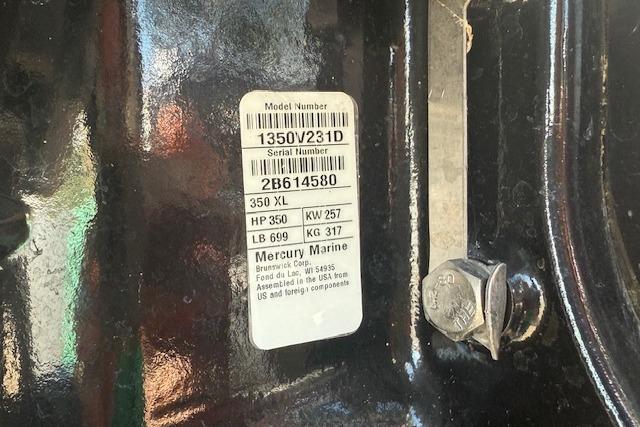 Model Number
1350V231D
Serial Number
2B614580
350 XL
HP 350 KW 257
LB 699 KG 317
Mercury Marine
Brunswick Corp.
Fond du Lac, WI 54935
Assembled in the USA from
US and foreign components